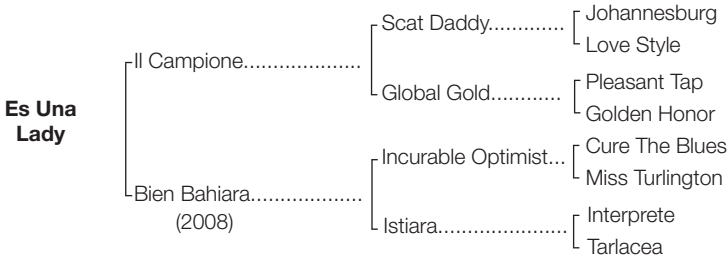 Johannesburg
Scat Daddy.............
Love Style
Il Campione....................
Pleasant Tap
Global Gold............
Golden Honor
Es Una
Lady
Cure The Blues
Incurable Optimist...
Miss Turlington
Bien Bahiara...................
(2008)
Interprete
Istiara......................
Tarlacea